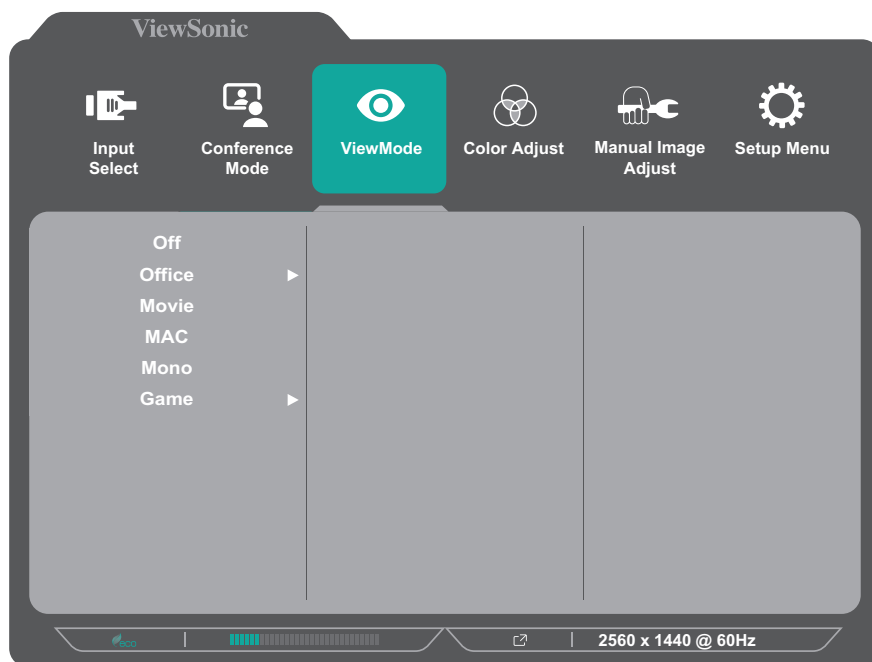 ViewSonic
Input
Select
Conference
Mode
ViewMode
Color Adjust
Manual Image
Adjust
Setup Menu
Off
Office
Movie
MAC
Mono
Game
eco
2560 x 1440 @ 60Hz